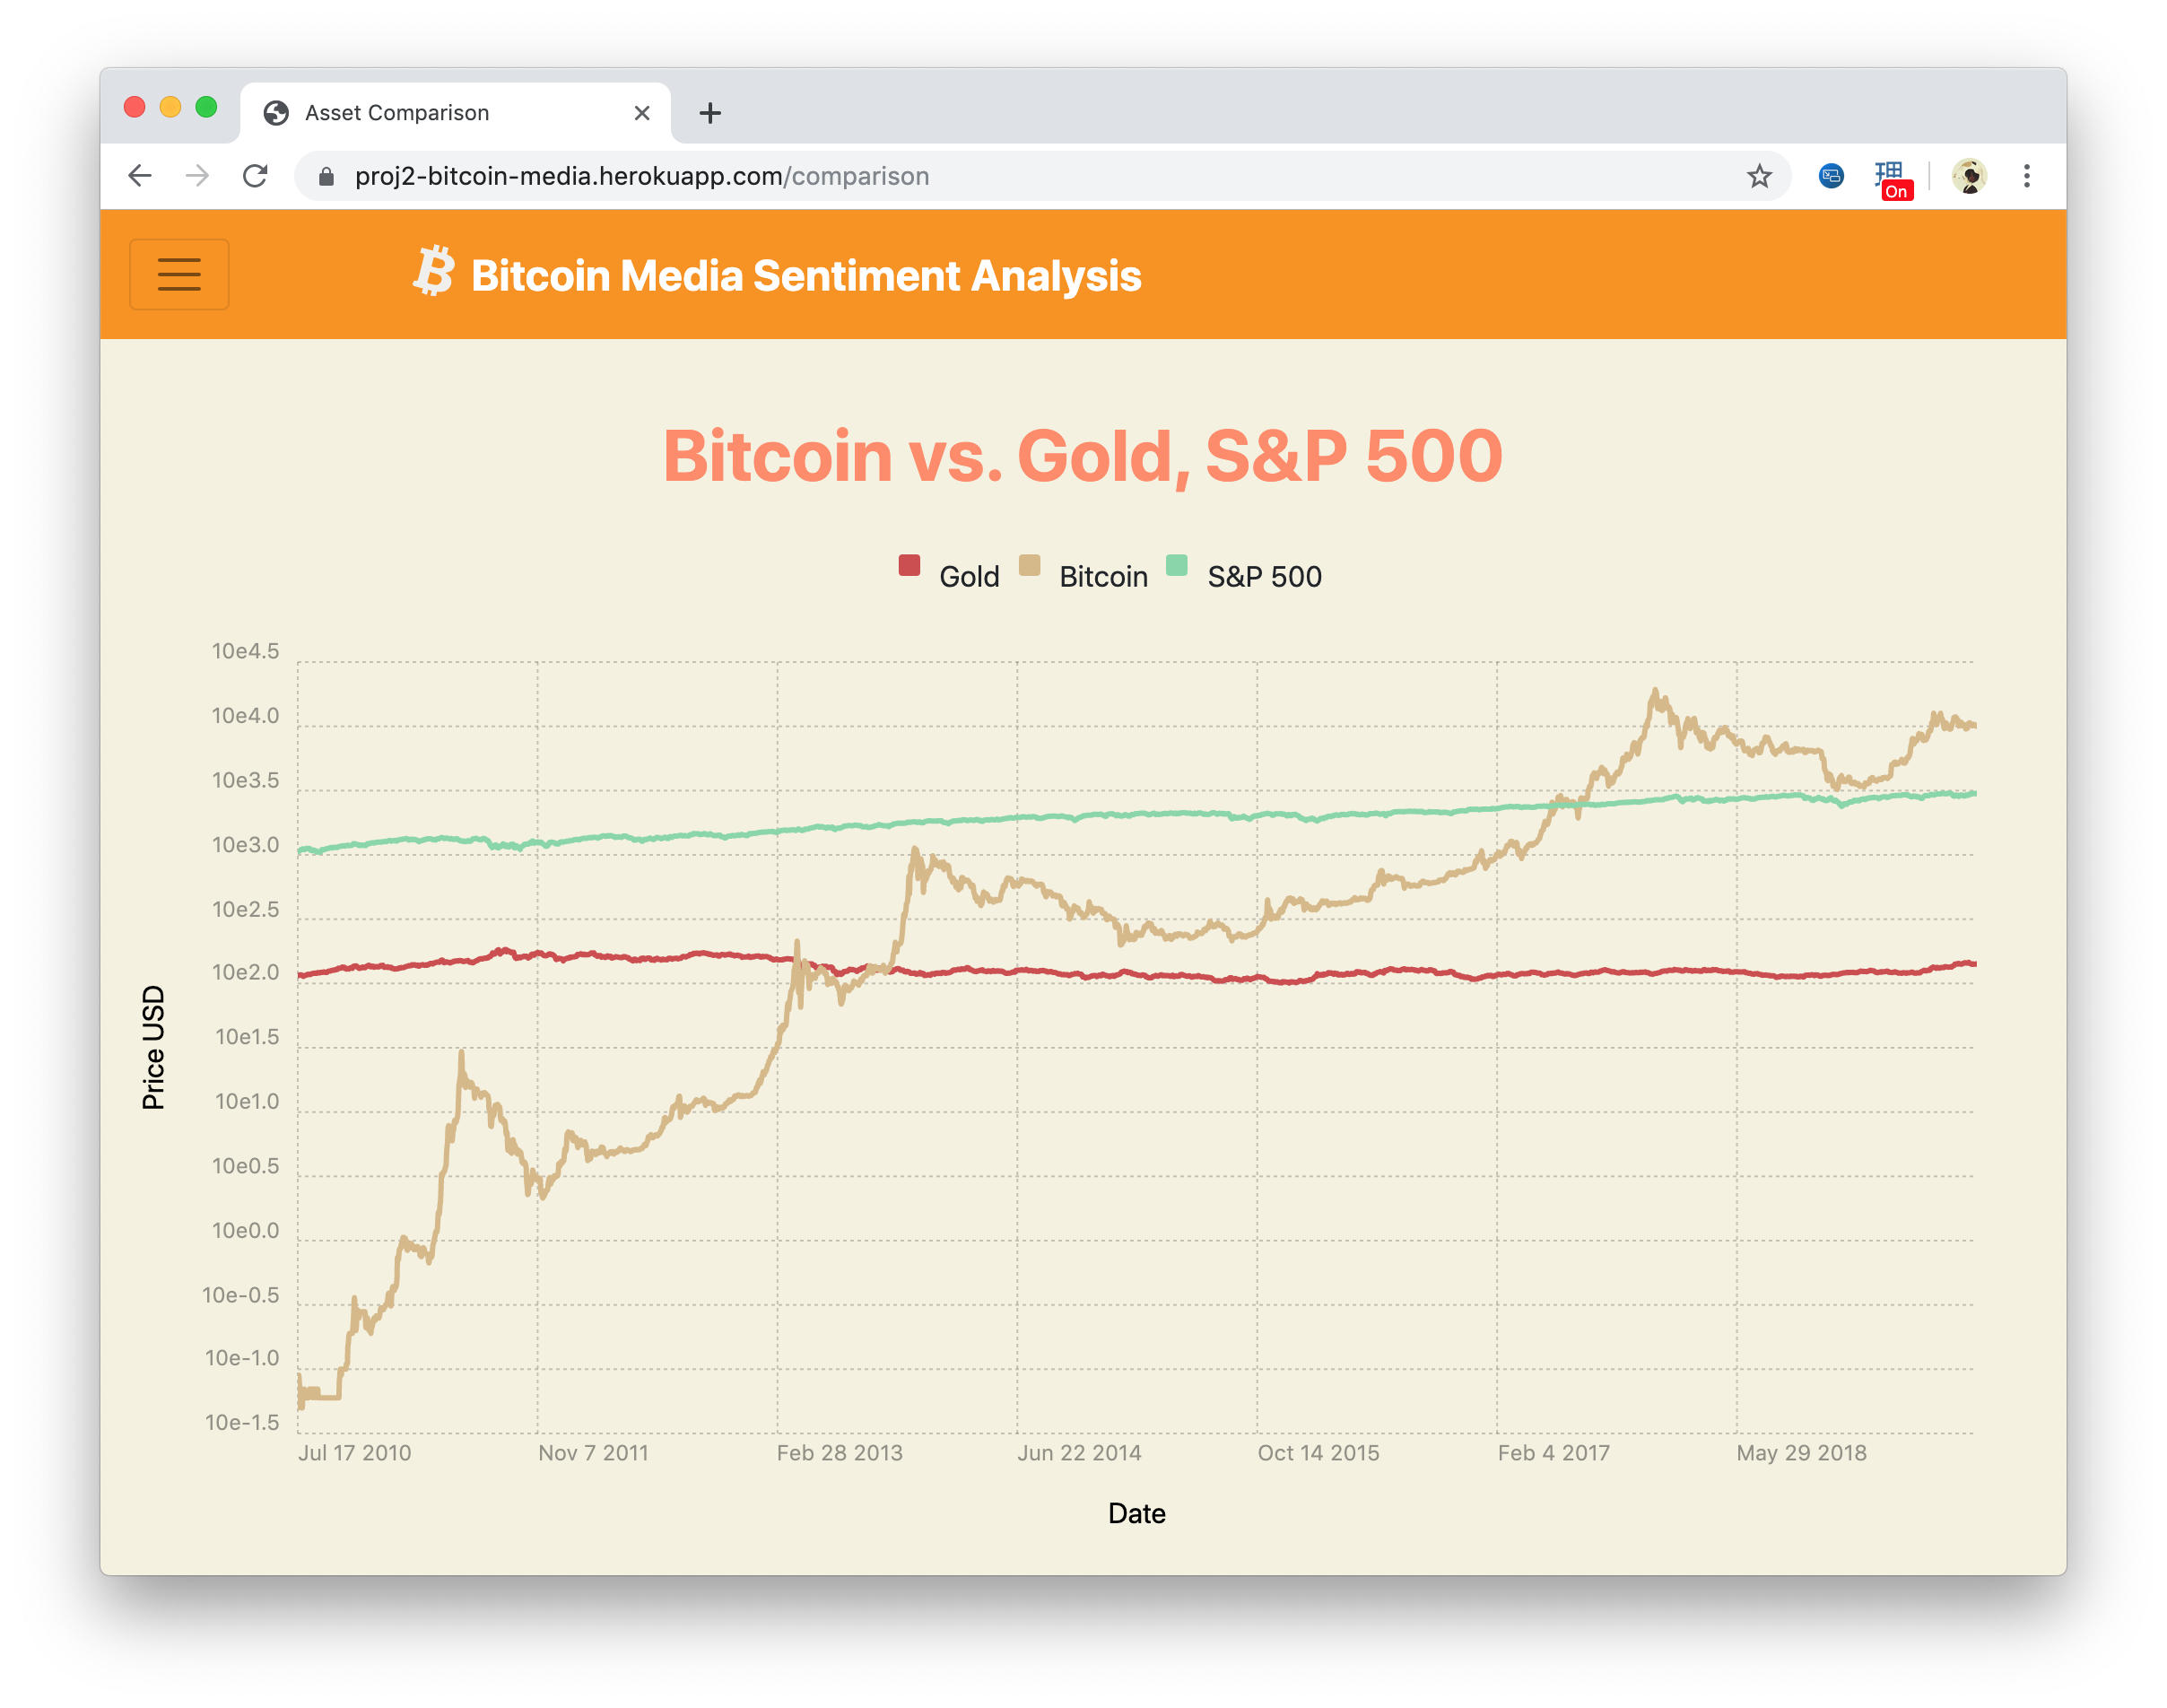 Asset Comparison
proj2-bitcoin-media.herokuapp.com/comparison
理
On
Bitcoin Media Sentiment Analysis
Bitcoin vs. Gold, S&P 500
Gold Bitcoin S&P 500
10e4.5
10e4.0
10e3.5
10e3.0
10e2.5
10e2.0
10e1.5
10e1.0
10e0.5
10e0.0
10e-0.5
10e-1.0
10e-1.5
Price USD
Jul 17 2010 Nov 7 2011 Feb 28 2013 Jun 22 2014 Oct 14 2015 Feb 4 2017 May 29 2018
Date